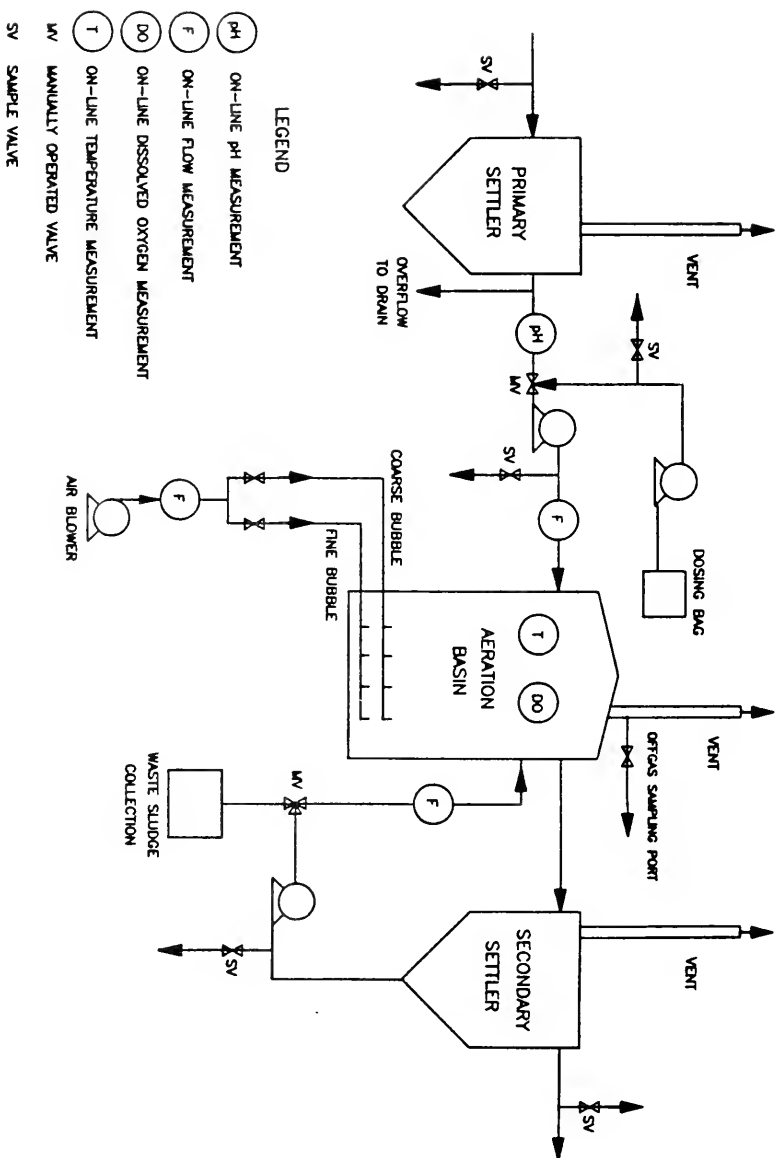 VENT
PRIMARY
SETTLER
SV
OVERFLOW
TO DRAIN
pH
MV
SV
DOSING BAG
SV
F
VENT
OFFGAS SAMPLING PORT
T
DO
AERATION
BASIN
COARSE BUBBLE
FINE BUBBLE
F
AIR BLOWER
F
MV
WASTE SLUDGE
COLLECTION
VENT
SECONDARY
SETTLER
SV
SV
LEGEND
pH ON-LINE pH MEASUREMENT
F ON-LINE FLOW MEASUREMENT
DO ON-LINE DISSOLVED OXYGEN MEASUREMENT
T ON-LINE TEMPERATURE MEASUREMENT
MV MANUALLY OPERATED VALVE
SV SAMPLE VALVE